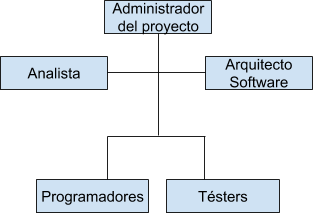 Administrador
del proyecto
Analista
Arquitecto
Software
Programadores
Tésters